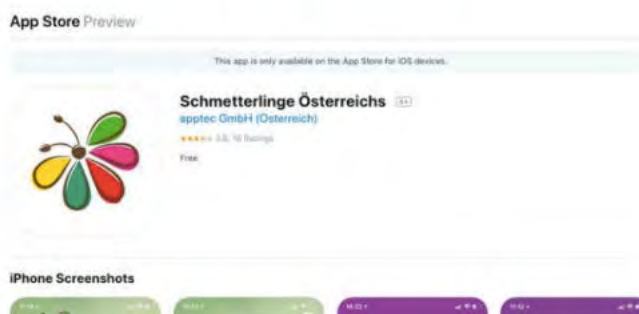 App Store Preview
This app is only available on the App Store for iOS devices.
Schmetterlinge Österreichs 4+
apptec GmbH (Österreich)
Free
iPhone Screenshots